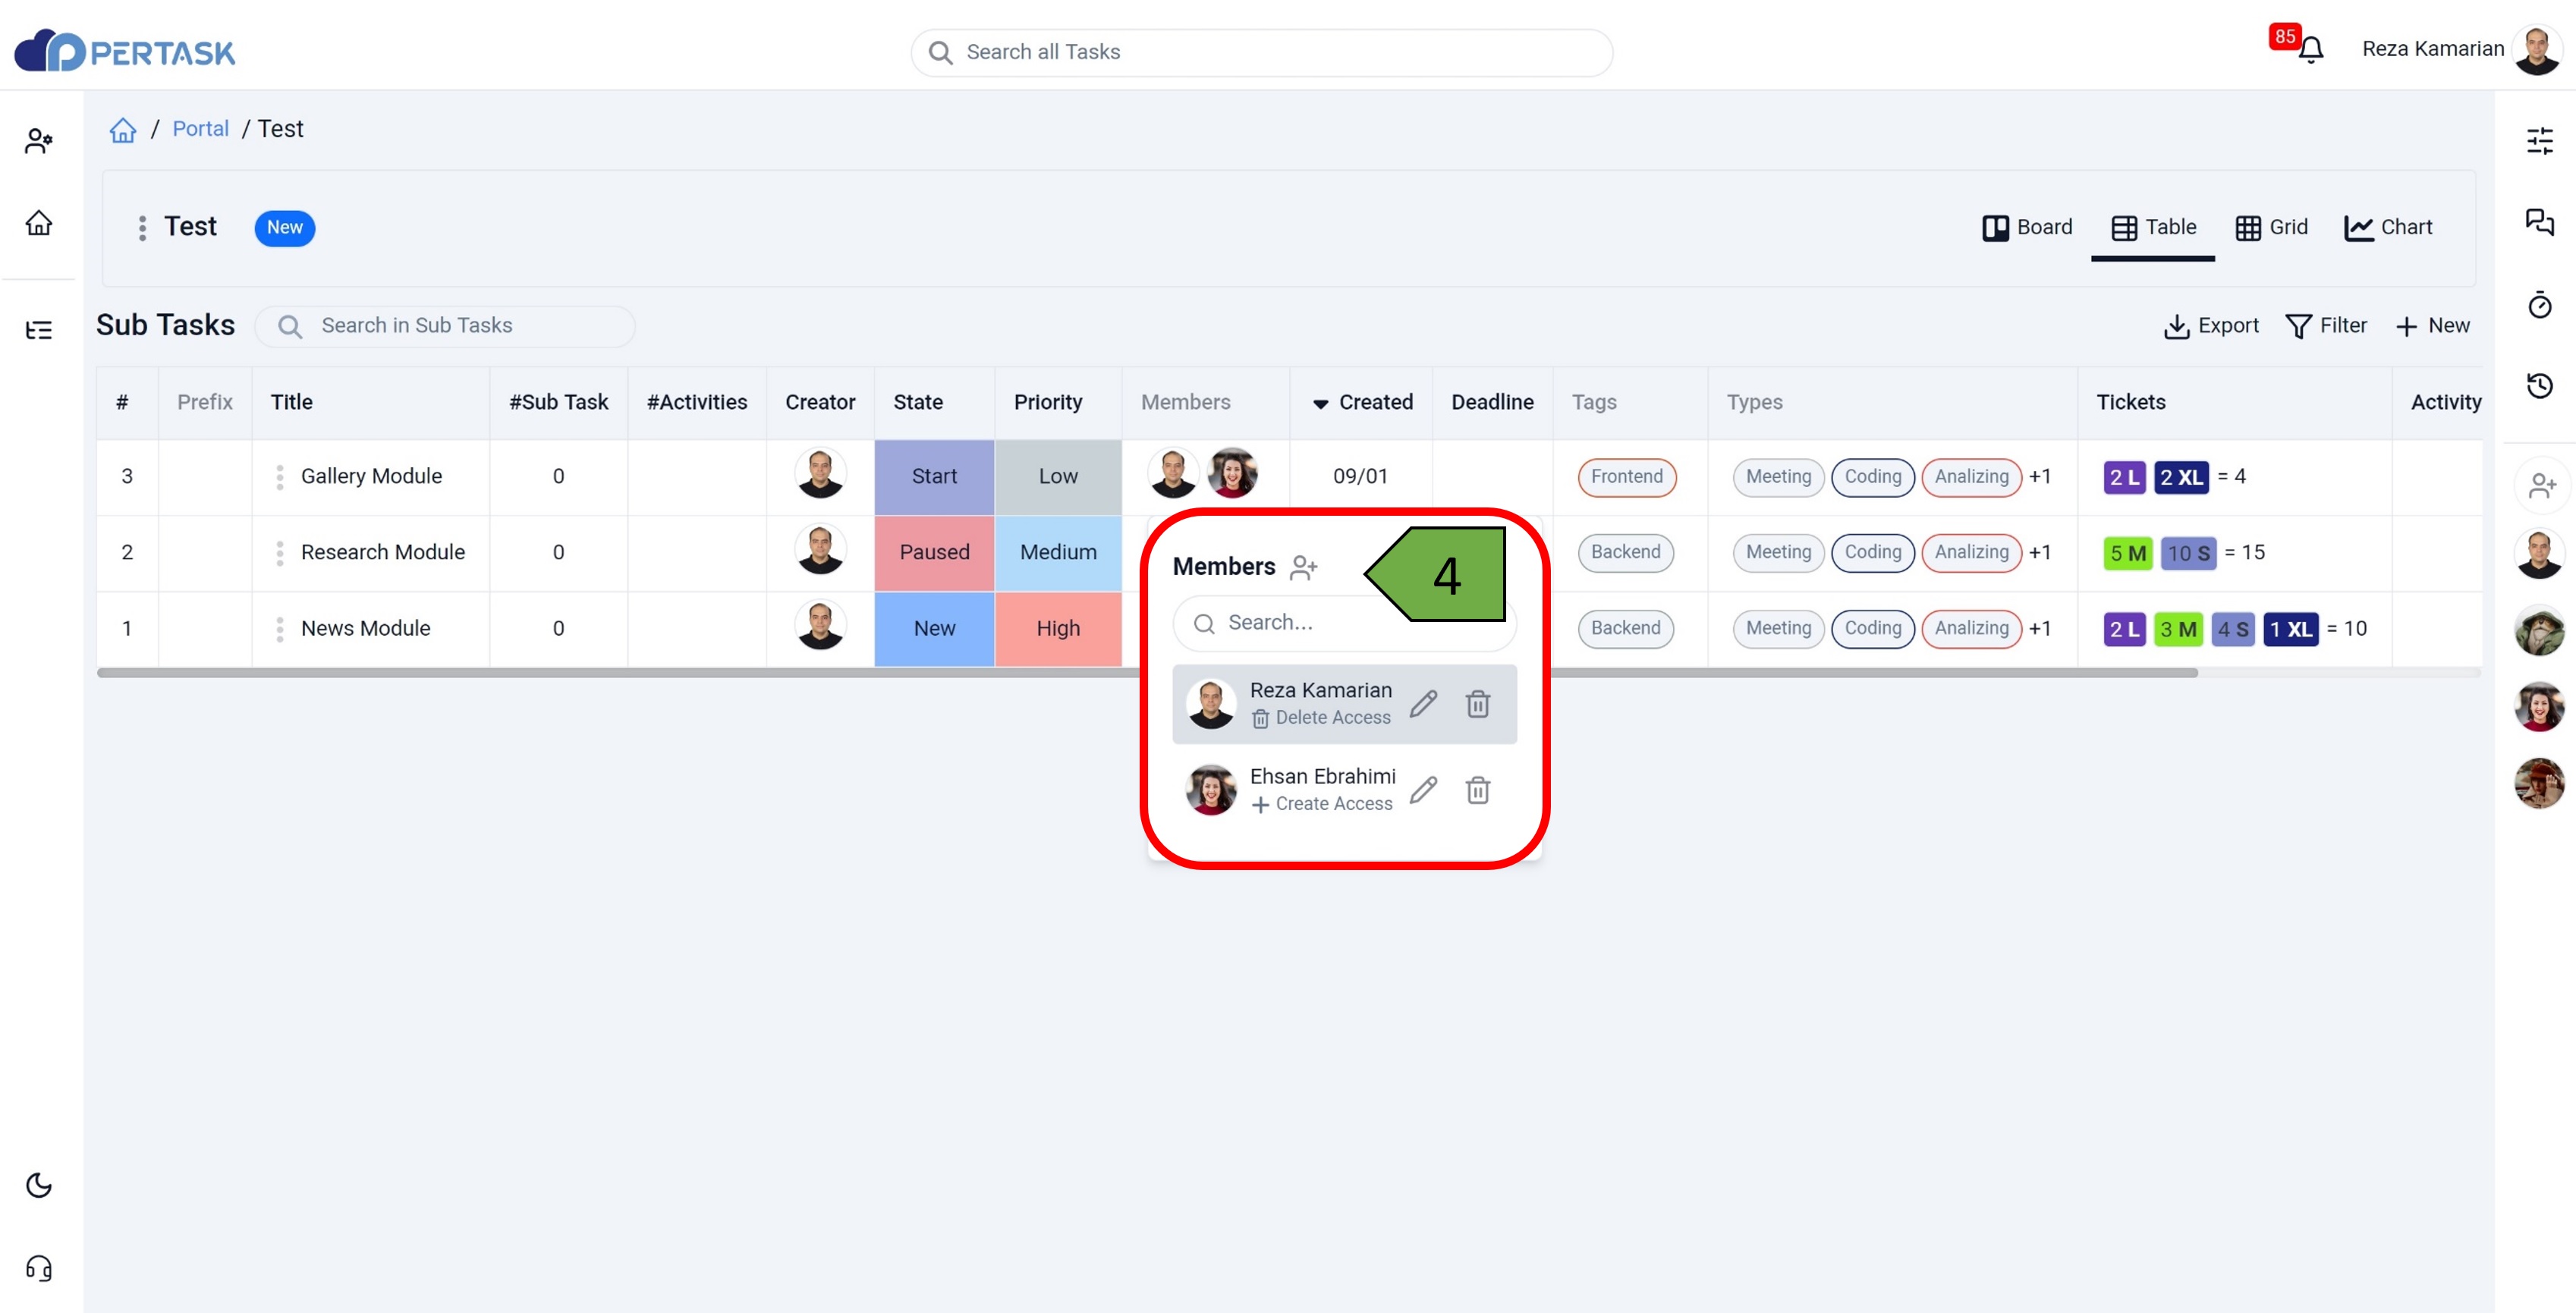 PERTASK
Search all Tasks
85
Reza Kamarian
/ Portal / Test
Test New
Board Table Grid Chart
Sub Tasks Search in Sub Tasks
Export Filter + New
# Prefix Title #Sub Task #Activities Creator State Priority Members Created Deadline Tags Types Tickets Activity
3 Gallery Module 0 Start Low 09/01 Frontend Meeting Coding Analizing +1 2 L 2 XL = 4
2 Research Module 0 Paused Medium Backend Meeting Coding Analizing +1 5 M 10 S = 15
1 News Module 0 New High Backend Meeting Coding Analizing +1 2 L 3 M 4 S 1 XL = 10
Members
4
Search...
Reza Kamarian
Delete Access
Ehsan Ebrahimi
+ Create Access